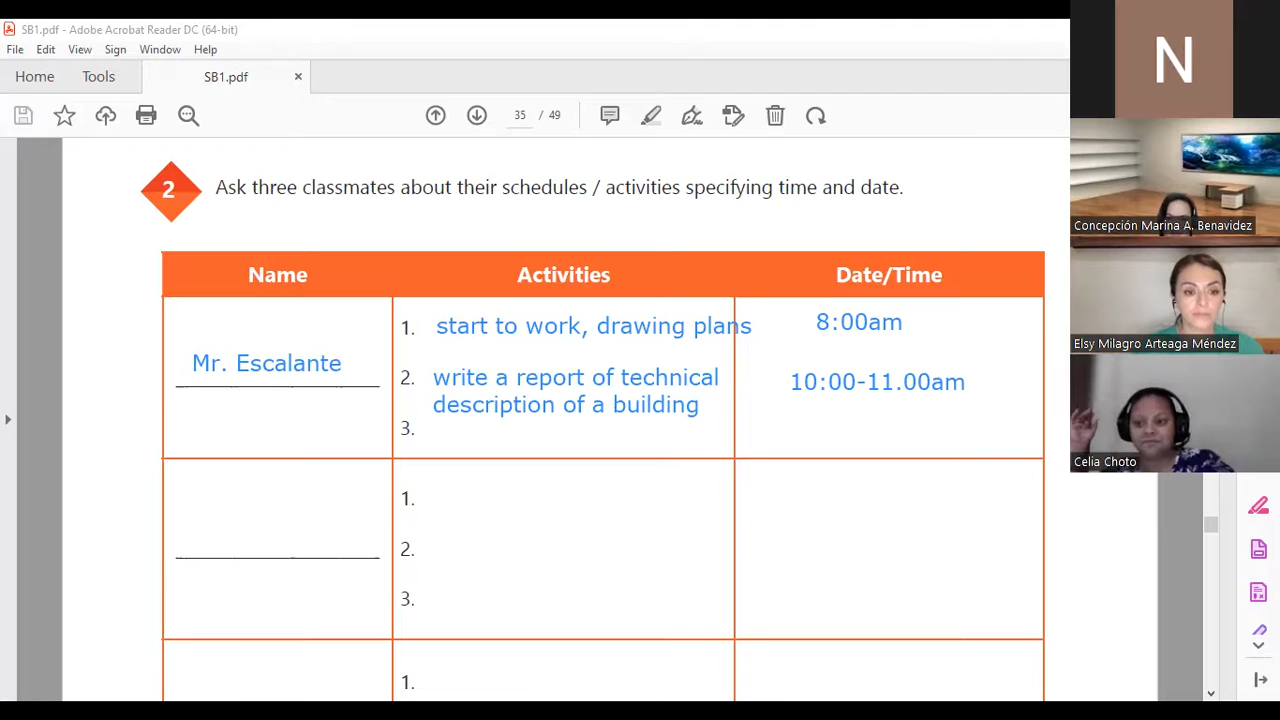 SB1.pdf - Adobe Acrobat Reader DC (64-bit)
File Edit View Sign Window Help
Home Tools SB1.pdf ×
35 / 49
2 Ask three classmates about their schedules / activities specifying time and date.
Name Activities Date/Time
Mr. Escalante
1. start to work, drawing plans 8:00am
2. write a report of technical 10:00-11.00am
description of a building
3.
1.
2.
3.
1.
N
Concepción Marina A. Benavidez
Elsy Milagro Arteaga Méndez
Celia Choto